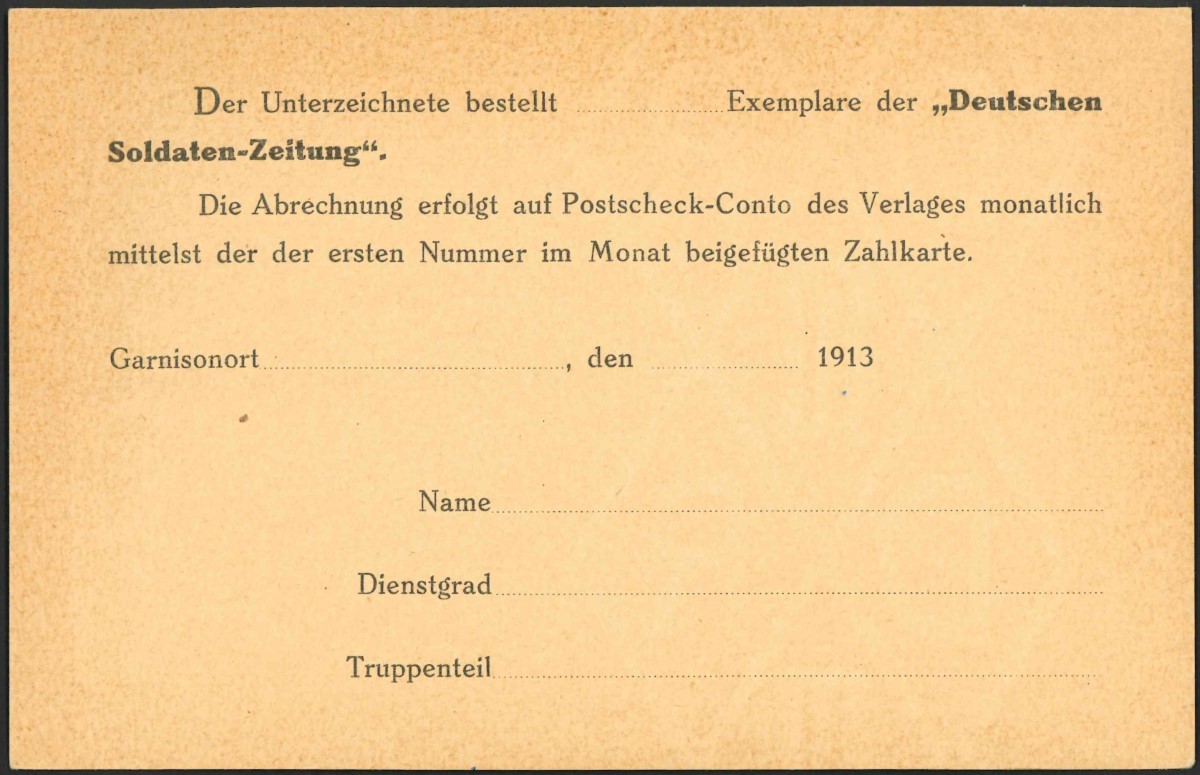 Der Unterzeichnete bestellt ............ Exemplare der „Deutschen
Soldaten-Zeitung“.
Die Abrechnung erfolgt auf Postscheck-Conto des Verlages monatlich
mittelst der der ersten Nummer im Monat beigefügten Zahlkarte.
Garnisonort ............, den ............ 1913
Name
Dienstgrad
Truppenteil